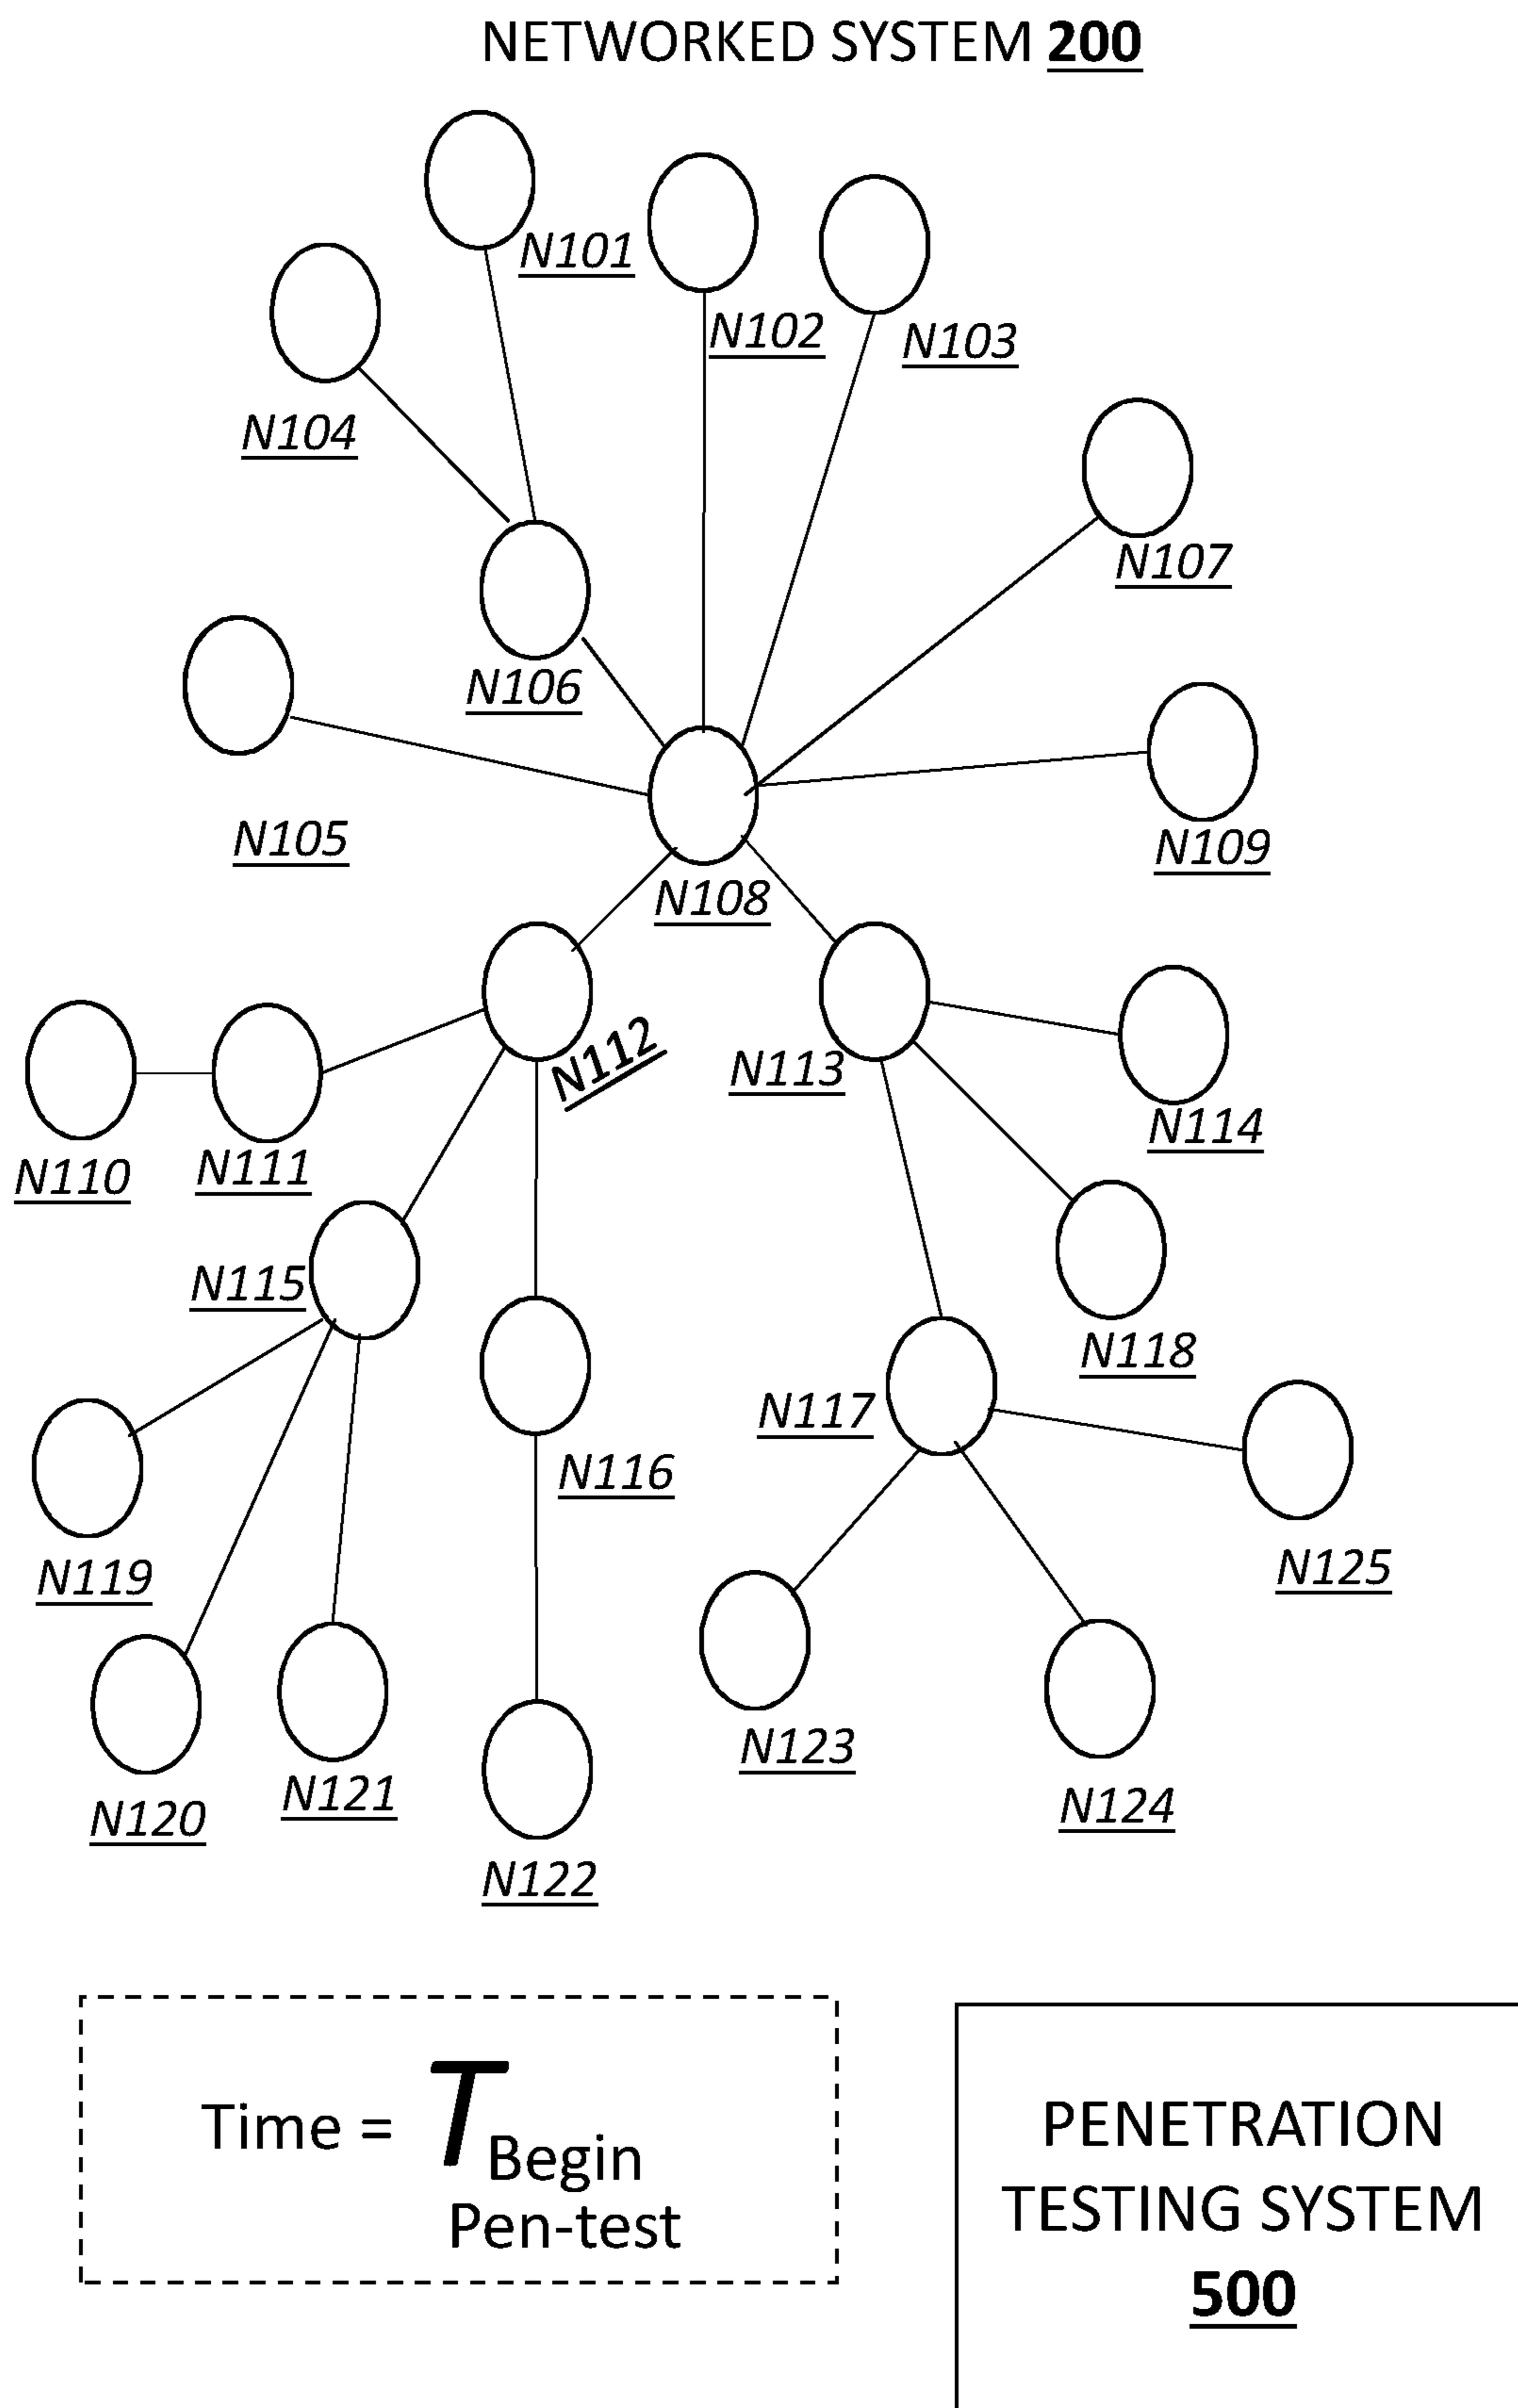 NETWORKED SYSTEM 200
N101
N102
N103
N104
N107
N106
N105
N109
N108
N112
N113
N114
N110
N111
N115
N118
N117
N116
N119
N125
N123
N121
N124
N120
N122
Time = T
Begin
Pen-test
PENETRATION
TESTING SYSTEM
500